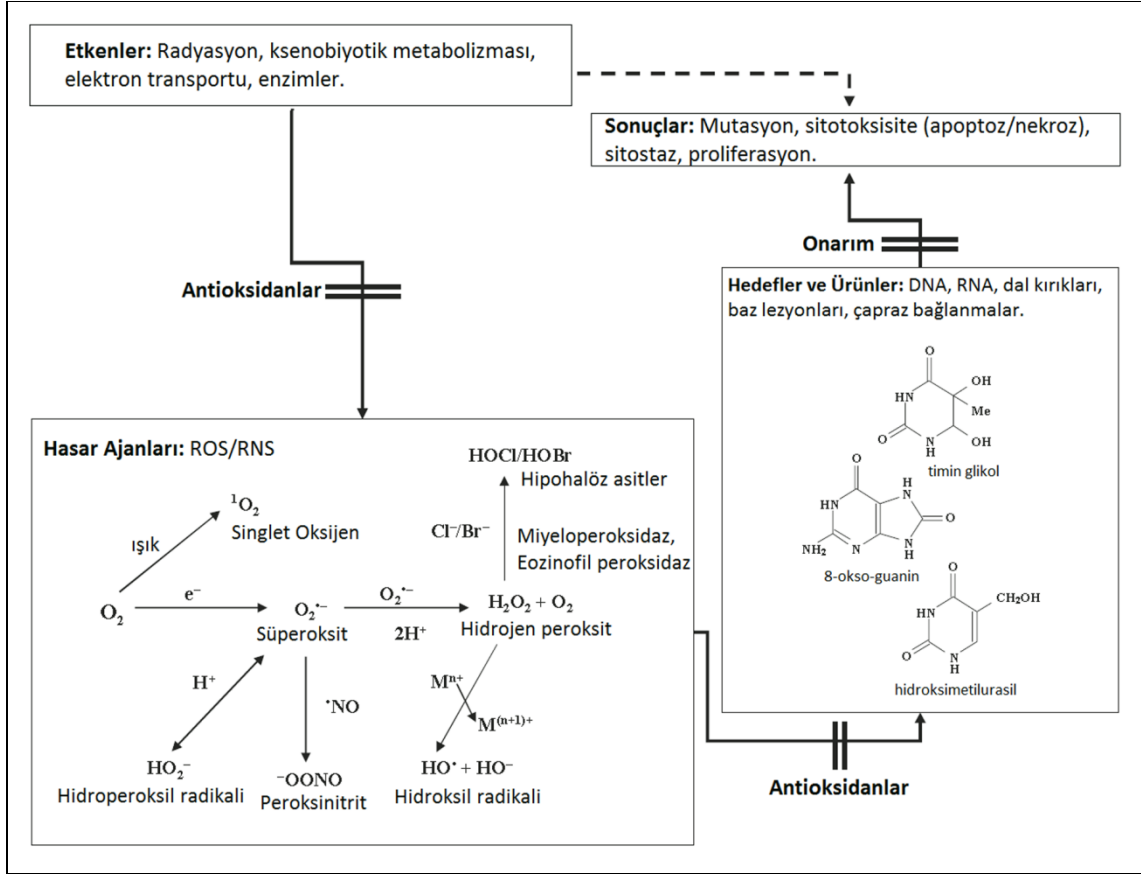 Etkenler: Radyasyon, ksenobiyotik metabolizması,
elektron transportu, enzimler.
Sonuçlar: Mutasyon, sitotoksisite (apoptoz/nekroz),
sitostaz, proliferasyon.
Onarım
Antioksidanlar
Hedefler ve Ürünler: DNA, RNA, dal kırıkları,
baz lezyonları, çapraz bağlanmalar.
O
OH
HN
Me
O
N
H
OH
timin glikol
O
H
N
HN
O
NH₂
N
N
H
8-okso-guanin
O
CH₂OH
HN
O
N
H
hidroksimetilurasil
Hasar Ajanları: ROS/RNS
HOCl/HOBr
Hipohalöz asitler
¹O₂
Singlet Oksijen
Cl⁻/Br⁻
Miyeloperoksidaz,
Eozinofil peroksidaz
ışık
O₂
e⁻
O₂•⁻
Süperoksit
O₂•⁻
2H⁺
H₂O₂ + O₂
Hidrojen peroksit
H⁺
•NO
Mⁿ⁺
M⁽ⁿ⁺¹⁾⁺
HO₂⁻
Hidroperoksil radikali
⁻OONO
Peroksinitrit
HO• + HO⁻
Hidroksil radikali
Antioksidanlar